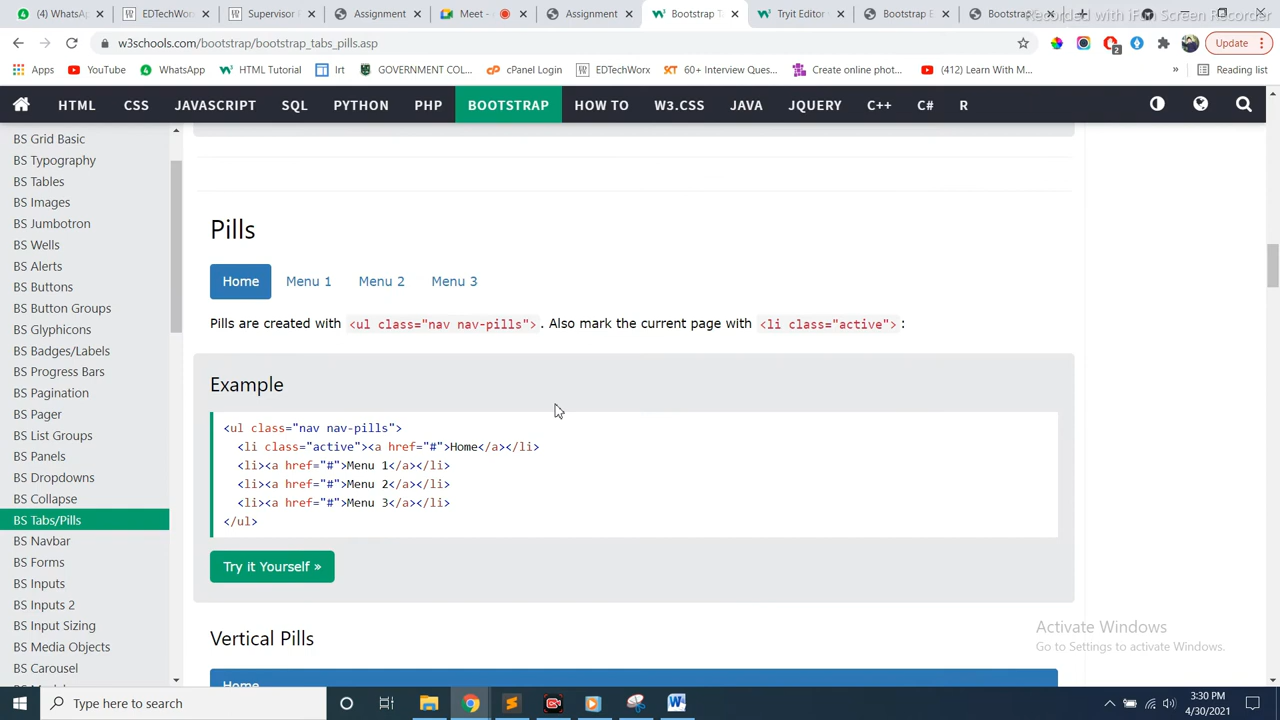 (4) WhatsA
EDTechWorx
Supervisor
Assignment
Meet -
Assignment
Bootstrap T
Tryit Editor
Bootstrap E
Bootstrap
Recorded with iFun Screen Recorder
w3schools.com/bootstrap/bootstrap_tabs_pills.asp
2
Update
Apps
YouTube
WhatsApp
HTML Tutorial
lrt
GOVERNMENT COL...
cPanel Login
EDTechWorx
60+ Interview Ques...
Create online phot...
(412) Learn With M...
»
Reading list
HTML
CSS
JAVASCRIPT
SQL
PYTHON
PHP
BOOTSTRAP
HOW TO
W3.CSS
JAVA
JQUERY
C++
C#
R
BS Grid Basic
BS Typography
BS Tables
BS Images
BS Jumbotron
BS Wells
BS Alerts
BS Buttons
BS Button Groups
BS Glyphicons
BS Badges/Labels
BS Progress Bars
BS Pagination
BS Pager
BS List Groups
BS Panels
BS Dropdowns
BS Collapse
BS Tabs/Pills
BS Navbar
BS Forms
BS Inputs
BS Inputs 2
BS Input Sizing
BS Media Objects
BS Carousel
Pills
Home Menu 1 Menu 2 Menu 3
Pills are created with <ul class="nav nav-pills">. Also mark the current page with <li class="active">:
Example
<ul class="nav nav-pills">
<li class="active"><a href="#">Home</a></li>
<li><a href="#">Menu 1</a></li>
<li><a href="#">Menu 2</a></li>
<li><a href="#">Menu 3</a></li>
</ul>
Try it Yourself »
Vertical Pills
Home
Activate Windows
Go to Settings to activate Windows.
Type here to search
3:30 PM
4/30/2021